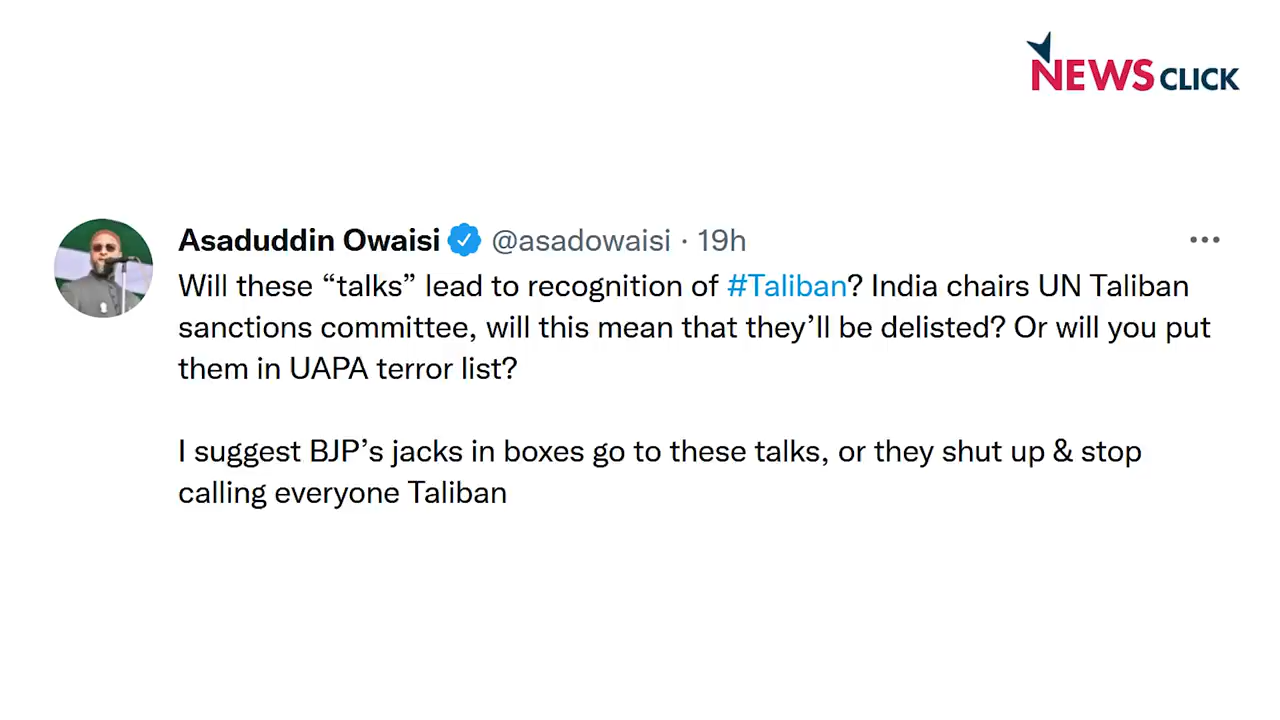 NEWS CLICK
Asaduddin Owaisi @asadowaisi · 19h
Will these “talks” lead to recognition of #Taliban? India chairs UN Taliban
sanctions committee, will this mean that they’ll be delisted? Or will you put
them in UAPA terror list?
I suggest BJP’s jacks in boxes go to these talks, or they shut up & stop
calling everyone Taliban